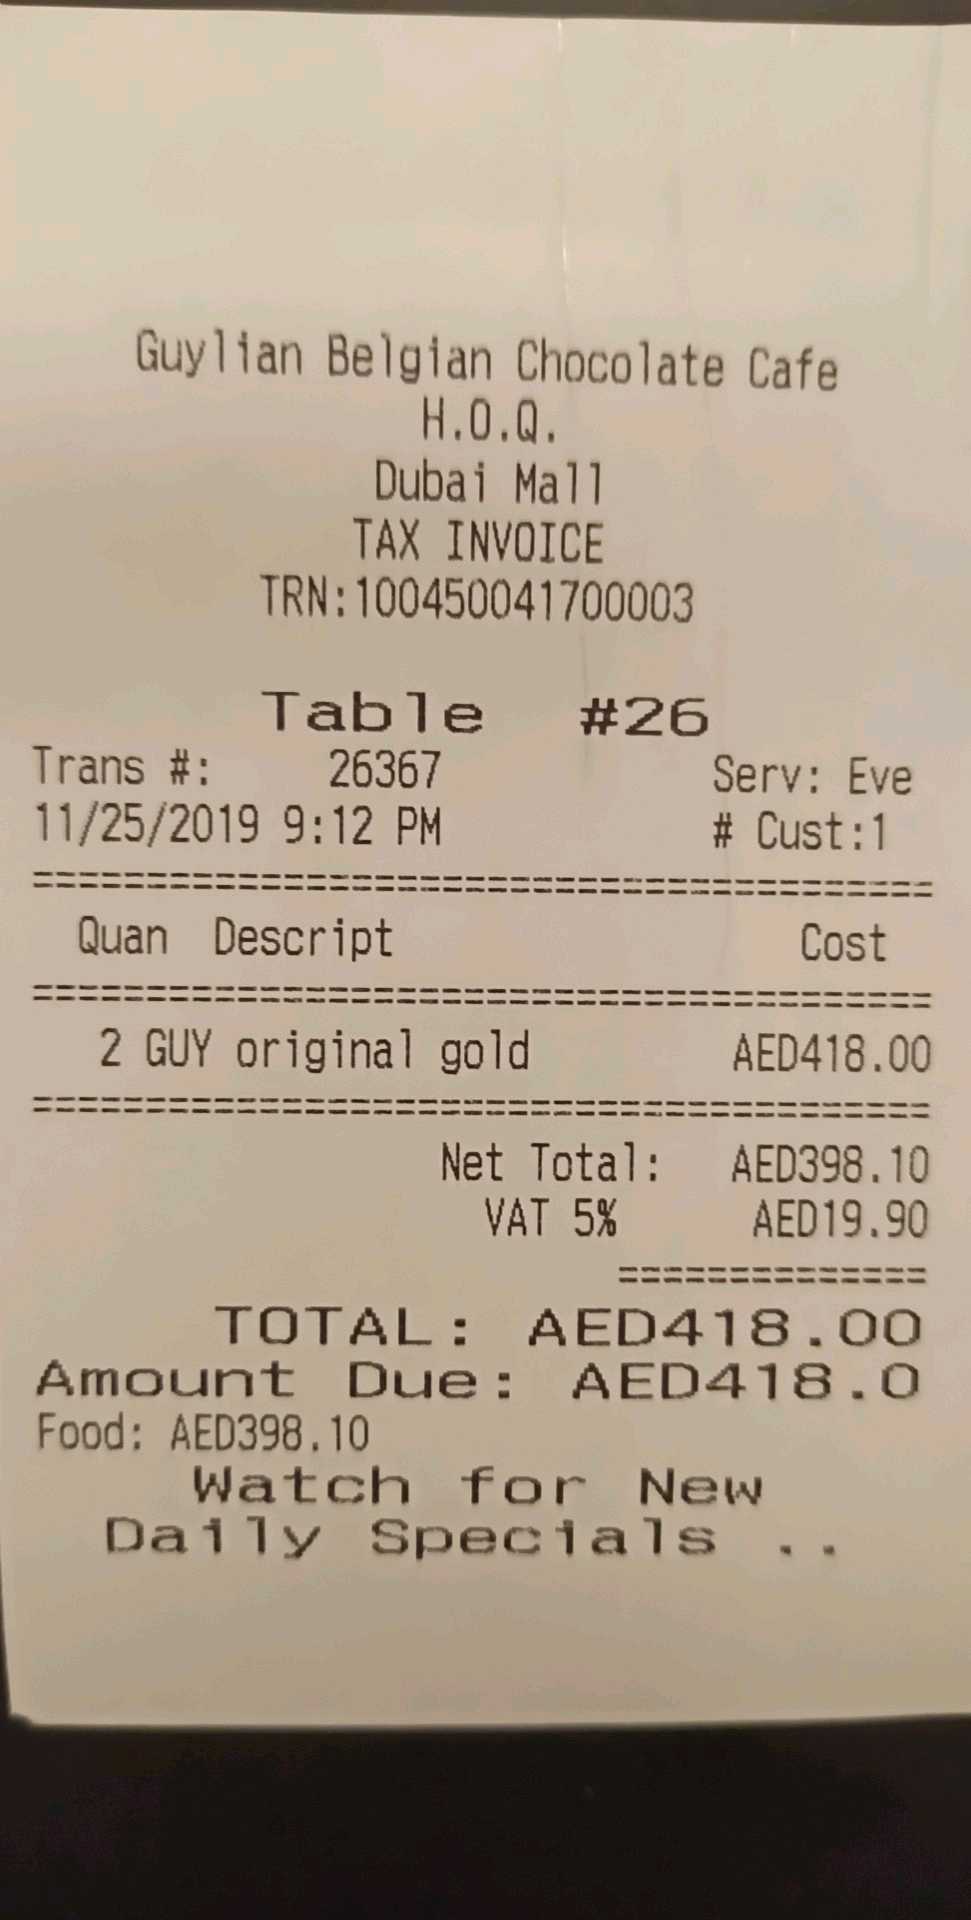 Guylian Belgian Chocolate Cafe
H.O.Q.
Dubai Mall
TAX INVOICE
TRN:100450041700003
Table #26
Trans #: 26367 Serv: Eve
11/25/2019 9:12 PM # Cust:1
========================================
Quan Descript Cost
========================================
2 GUY original gold AED418.00
========================================
Net Total: AED398.10
VAT 5% AED19.90
==============
TOTAL: AED418.00
Amount Due: AED418.0
Food: AED398.10
Watch for New
Daily Specials ..